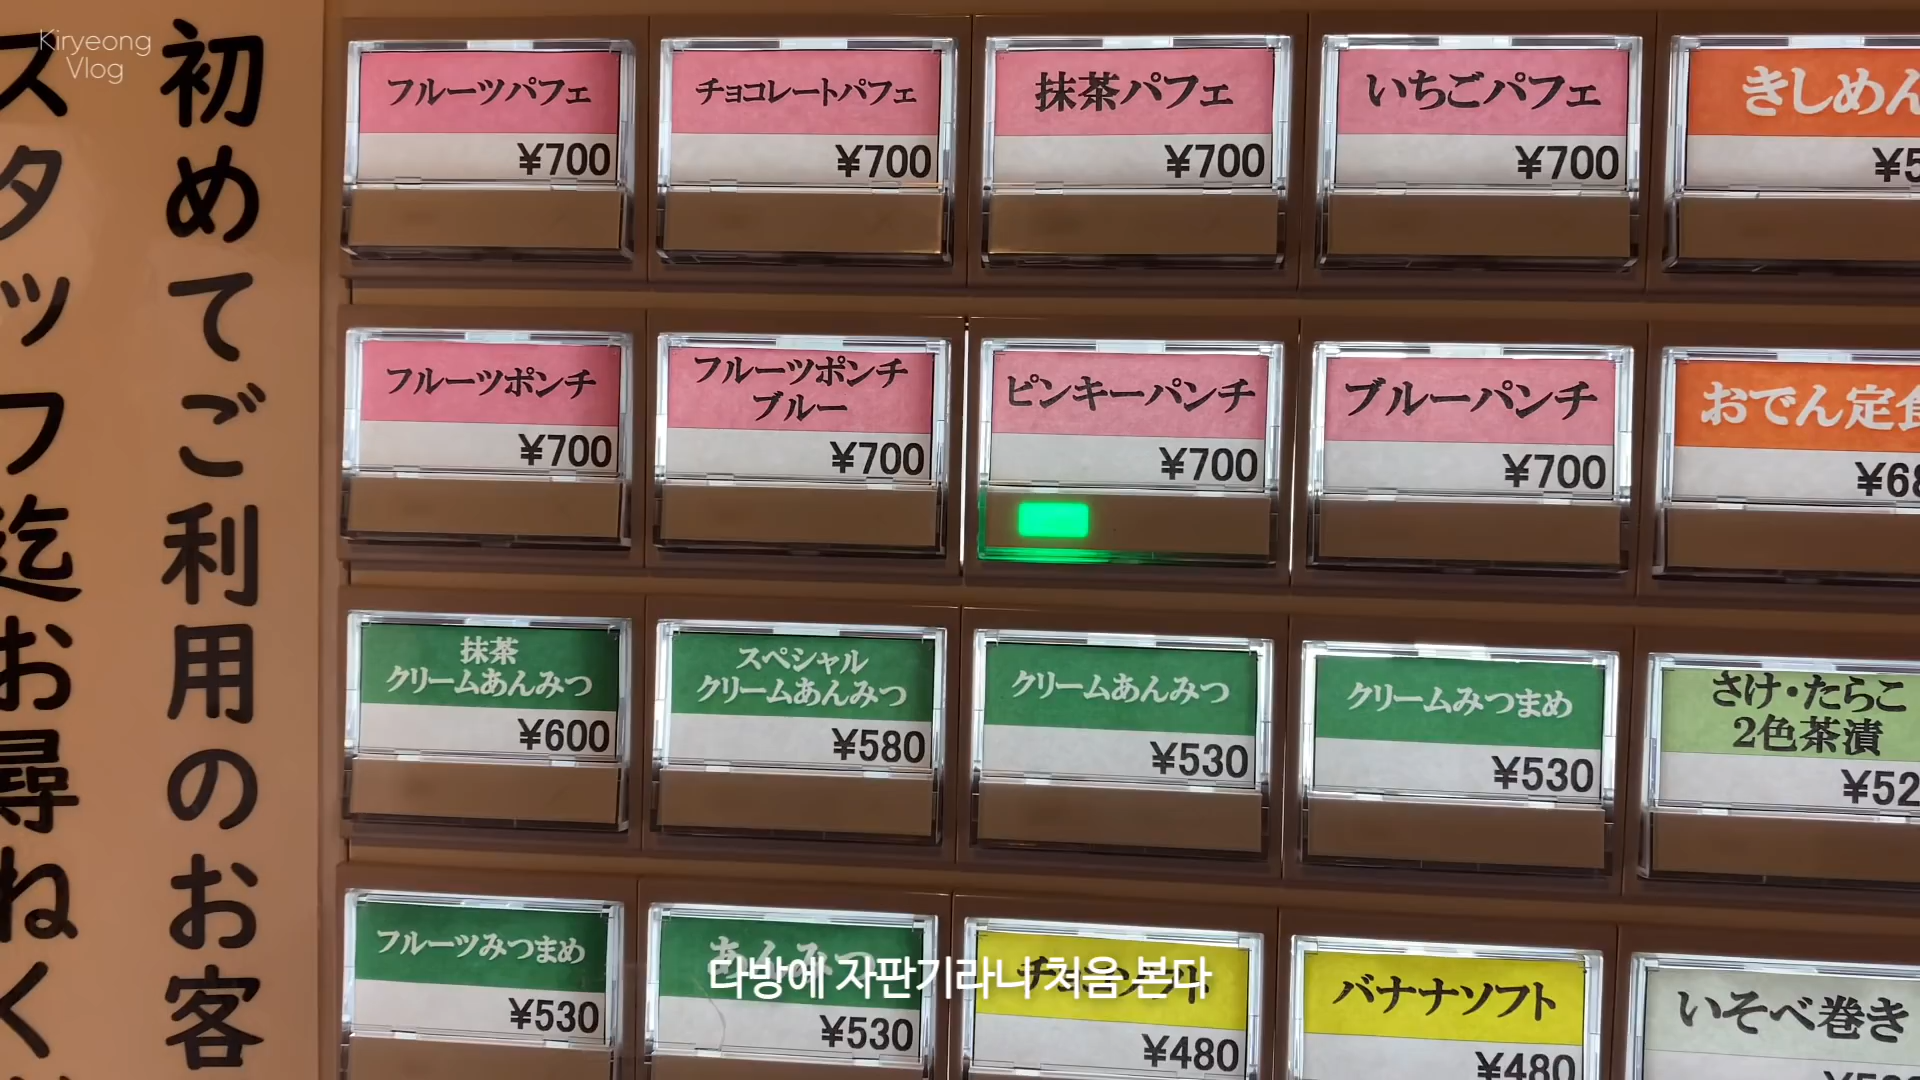 Kiryeong
Vlog
初めてご利用のお客
スタッフ迄お尋ねく
フルーツパフェ
¥700
チョコレートパフェ
¥700
抹茶パフェ
¥700
いちごパフェ
¥700
きしめん
フルーツポンチ
¥700
フルーツポンチ
ブルー
¥700
ピンキーパンチ
¥700
ブルーパンチ
¥700
おでん定食
抹茶
クリームあんみつ
¥600
スペシャル
クリームあんみつ
¥580
クリームあんみつ
¥530
クリームみつまめ
¥530
さけ・たらこ
2色茶漬
¥52
フルーツみつまめ
¥530
あんみつ
¥530
¥480
バナナソフト
¥480
いそべ巻き
다방에 자판기라니 처음 본다